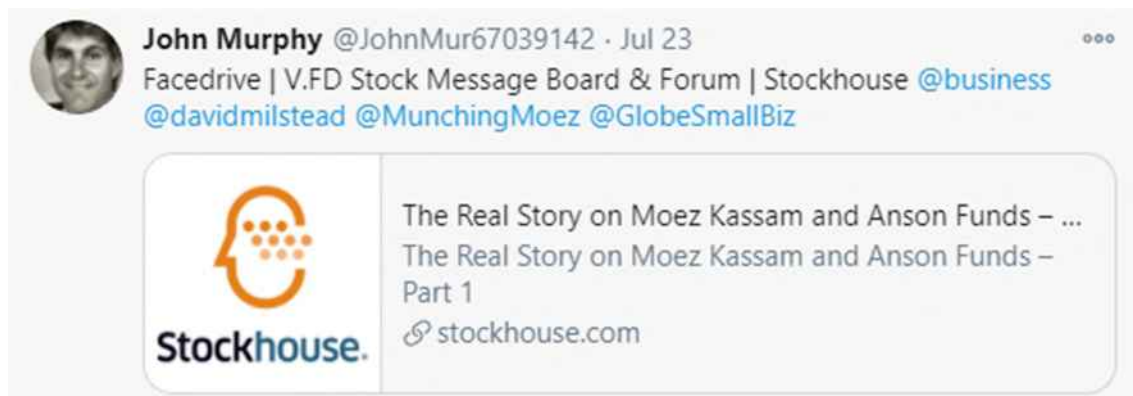 John Murphy @JohnMur67039142 · Jul 23
Facedrive | V.FD Stock Message Board & Forum | Stockhouse @business
@davidmilstead @MunchingMoez @GlobeSmallBiz
The Real Story on Moez Kassam and Anson Funds – ...
The Real Story on Moez Kassam and Anson Funds –
Part 1
stockhouse.com
Stockhouse.